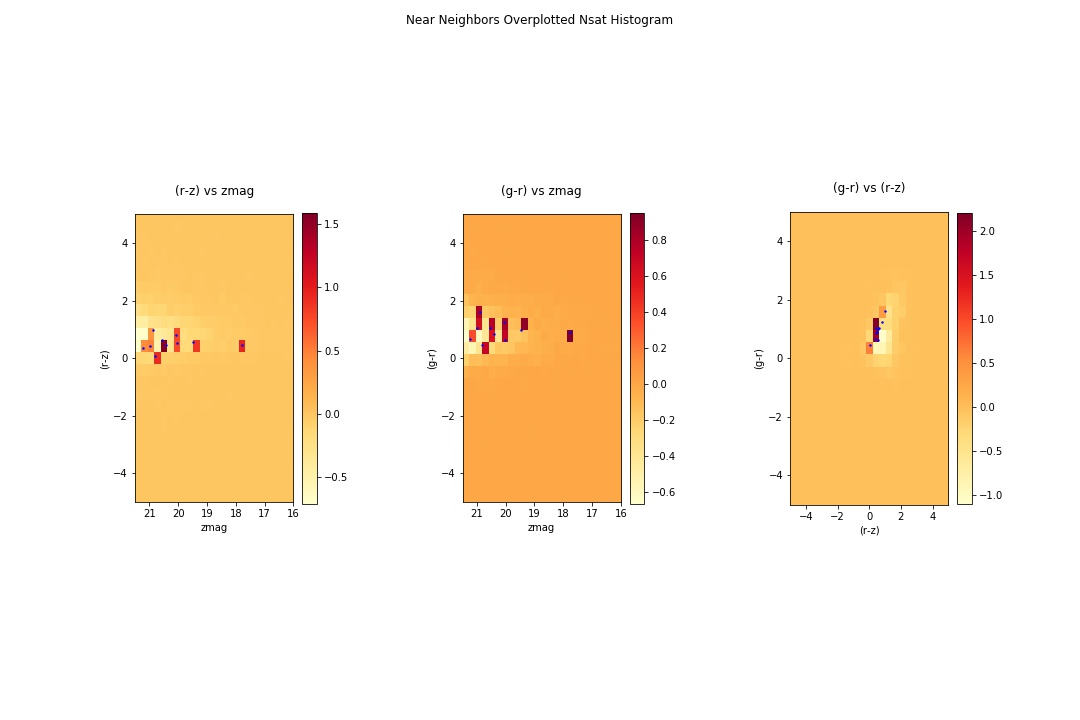 Near Neighbors Overplotted Nsat Histogram
(r-z) vs zmag
4
2
0
−2
−4
(r-z)
21 20 19 18 17 16
zmag
1.5
1.0
0.5
0.0
−0.5
(g-r) vs zmag
4
2
0
−2
−4
(g-r)
21 20 19 18 17 16
zmag
0.8
0.6
0.4
0.2
0.0
−0.2
−0.4
−0.6
(g-r) vs (r-z)
4
2
0
−2
−4
(g-r)
−4 −2 0 2 4
(r-z)
2.0
1.5
1.0
0.5
0.0
−0.5
−1.0